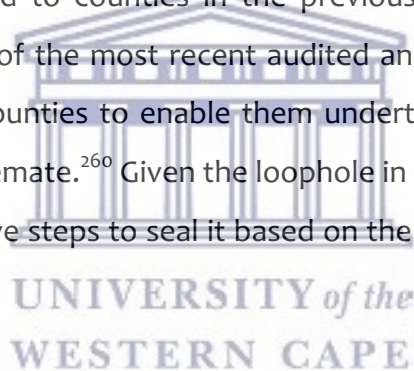 d to counties in the previous
of the most recent audited an
ounties to enable them undert
emate.²⁶⁰ Given the loophole in
ve steps to seal it based on the
UNIVERSITY of the
WESTERN CAPE